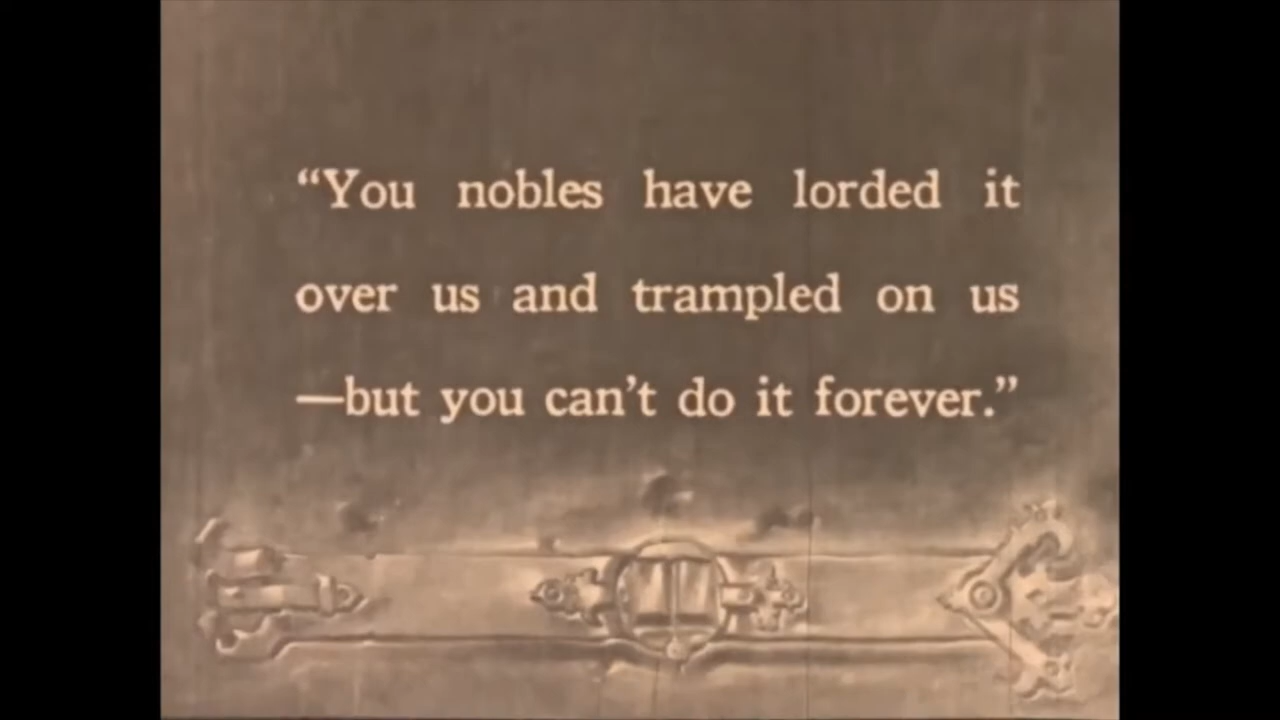 “You nobles have lorded it
over us and trampled on us
—but you can’t do it forever.”